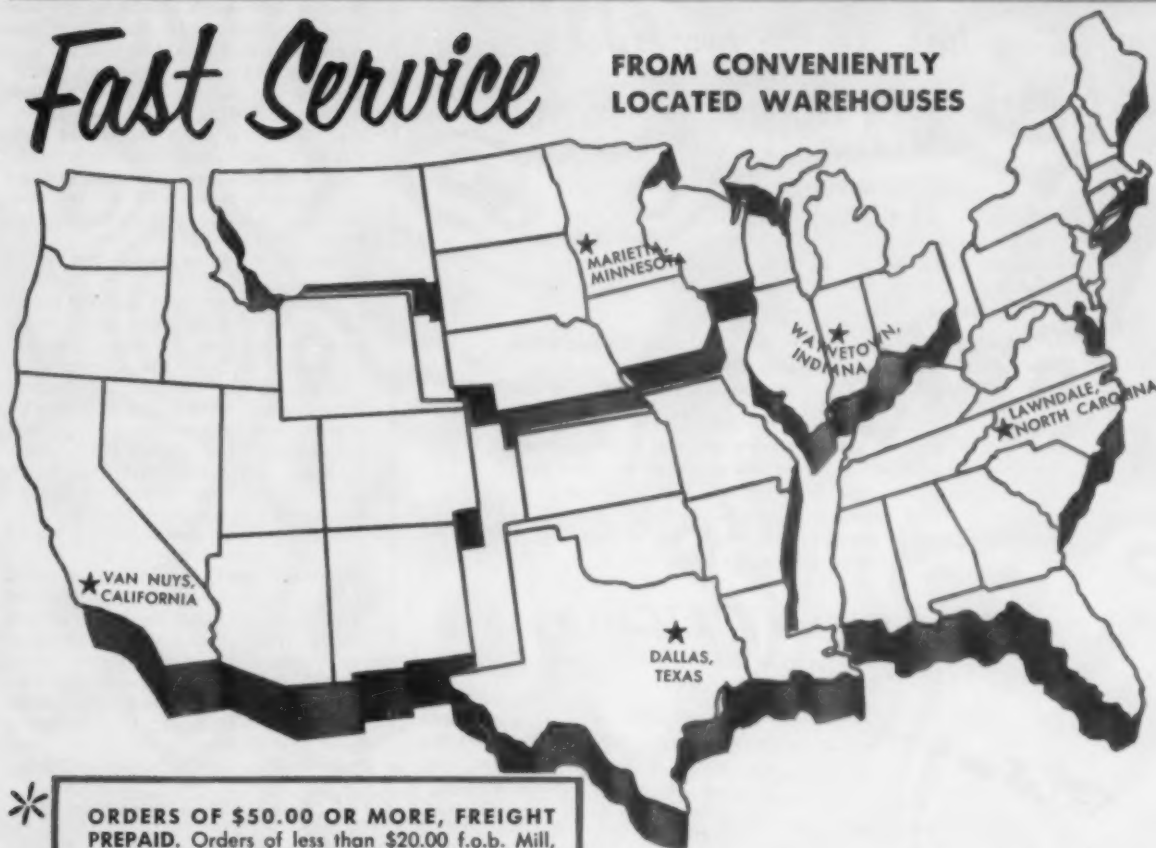 Fast Service
FROM CONVENIENTLY
LOCATED WAREHOUSES
MARIETTA,
MINNESOTA
WAYNETOWN,
INDIANA
LAWNDALE,
NORTH CAROLINA
VAN NUYS,
CALIFORNIA
DALLAS,
TEXAS
* ORDERS OF $50.00 OR MORE, FREIGHT
PREPAID. Orders of less than $20.00 f.o.b. Mill,